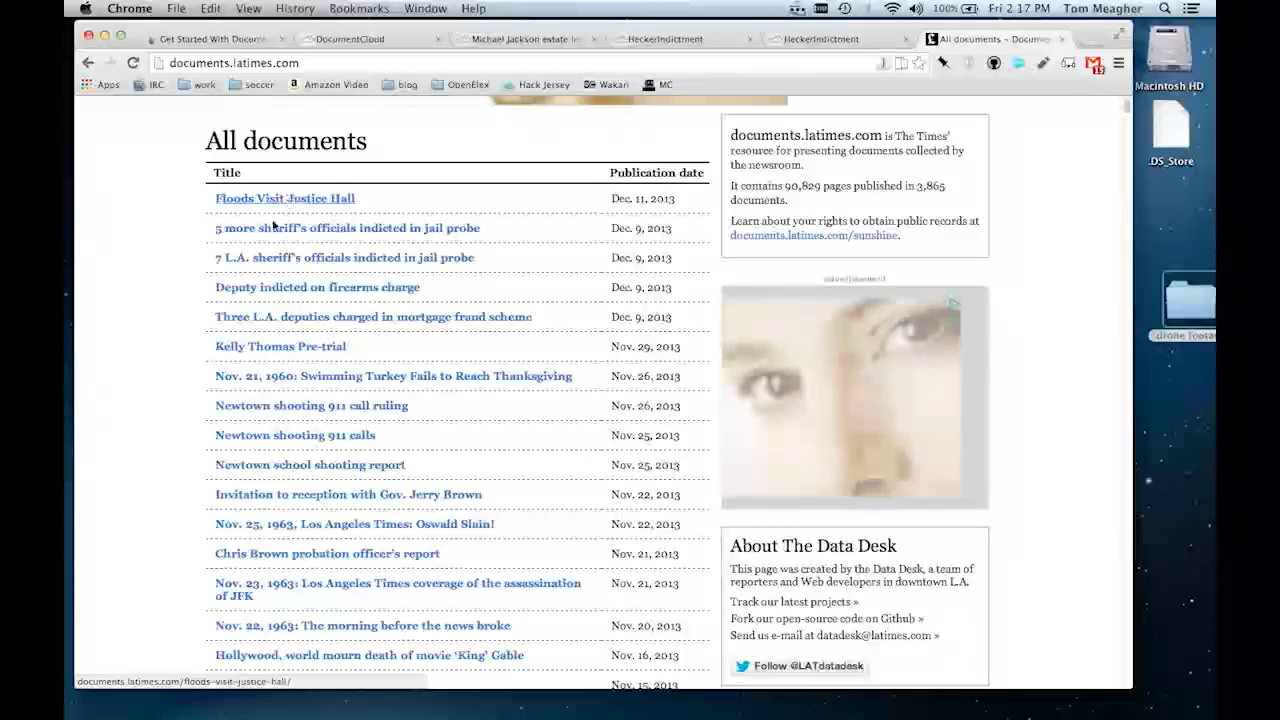 Chrome File Edit View History Bookmarks Window Help
100% Fri 2:17 PM Tom Meagher
Get Started With Docume
DocumentCloud
Michael Jackson estate le
HeckerIndictment
HeckerIndictment
All documents - Docume
documents.latimes.com
15
Apps IRC work soccer Amazon Video blog OpenElex Hack Jersey Wakari MC
Macintosh HD
.DS_Store
drone footag
All documents
Title Publication date
Floods Visit Justice Hall Dec. 11, 2013
5 more sheriff's officials indicted in jail probe Dec. 9, 2013
7 L.A. sheriff's officials indicted in jail probe Dec. 9, 2013
Deputy indicted on firearms charge Dec. 9, 2013
Three L.A. deputies charged in mortgage fraud scheme Dec. 9, 2013
Kelly Thomas Pre-trial Nov. 29, 2013
Nov. 21, 1960: Swimming Turkey Fails to Reach Thanksgiving Nov. 26, 2013
Newtown shooting 911 call ruling Nov. 26, 2013
Newtown shooting 911 calls Nov. 25, 2013
Newtown school shooting report Nov. 25, 2013
Invitation to reception with Gov. Jerry Brown Nov. 22, 2013
Nov. 25, 1963, Los Angeles Times: Oswald Slain! Nov. 22, 2013
Chris Brown probation officer's report Nov. 21, 2013
Nov. 23, 1963: Los Angeles Times coverage of the assassination Nov. 21, 2013
of JFK
Nov. 22, 1963: The morning before the news broke Nov. 20, 2013
Hollywood, world mourn death of movie 'King' Gable Nov. 16, 2013
Nov. 15, 2013
documents.latimes.com is The Times'
resource for presenting documents collected by
the newsroom.
It contains 90,829 pages published in 3,865
documents.
Learn about your rights to obtain public records at
documents.latimes.com/sunshine.
advertisement
About The Data Desk
This page was created by the Data Desk, a team of
reporters and Web developers in downtown L.A.
Track our latest projects »
Fork our open-source code on Github »
Send us e-mail at datadesk@latimes.com »
Follow @LATdatadesk
documents.latimes.com/floods-visit-justice-hall/